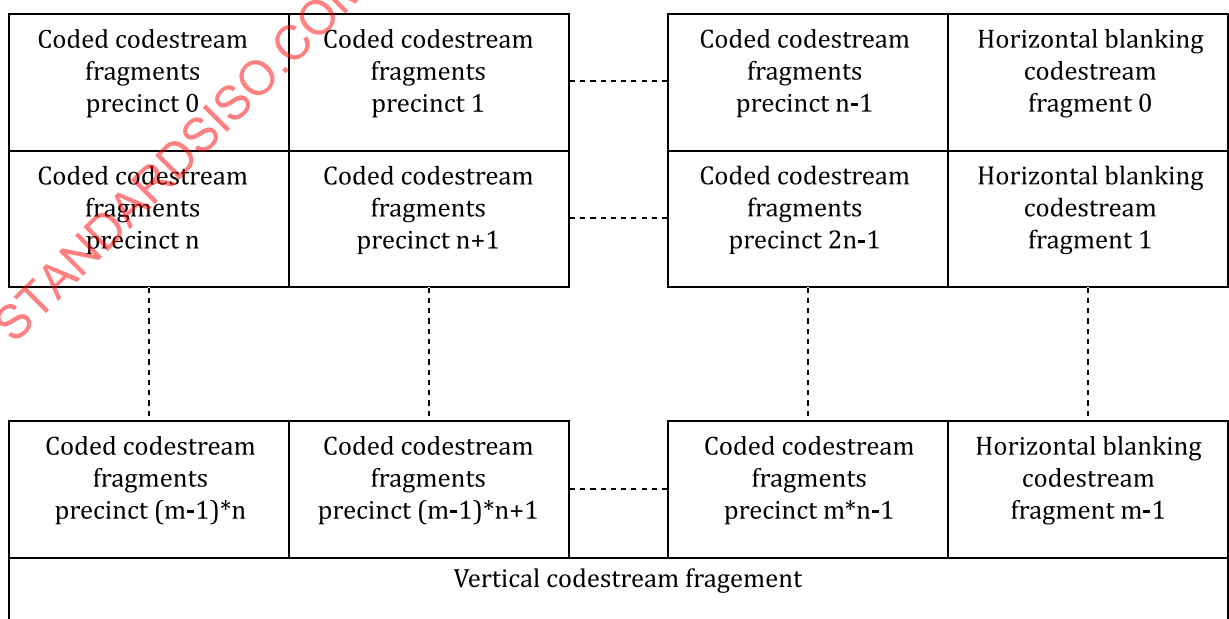 Coded codestream
fragments
precinct 0
Coded codestream
fragments
precinct 1
Coded codestream
fragments
precinct n-1
Horizontal blanking
codestream
fragment 0
Coded codestream
fragments
precinct n
Coded codestream
fragments
precinct n+1
Coded codestream
fragments
precinct 2n-1
Horizontal blanking
codestream
fragment 1
Coded codestream
fragments
precinct (m-1)*n
Coded codestream
fragments
precinct (m-1)*n+1
Coded codestream
fragments
precinct m*n-1
Horizontal blanking
codestream
fragment m-1
Vertical codestream fragement
STANDARDSISO.COM